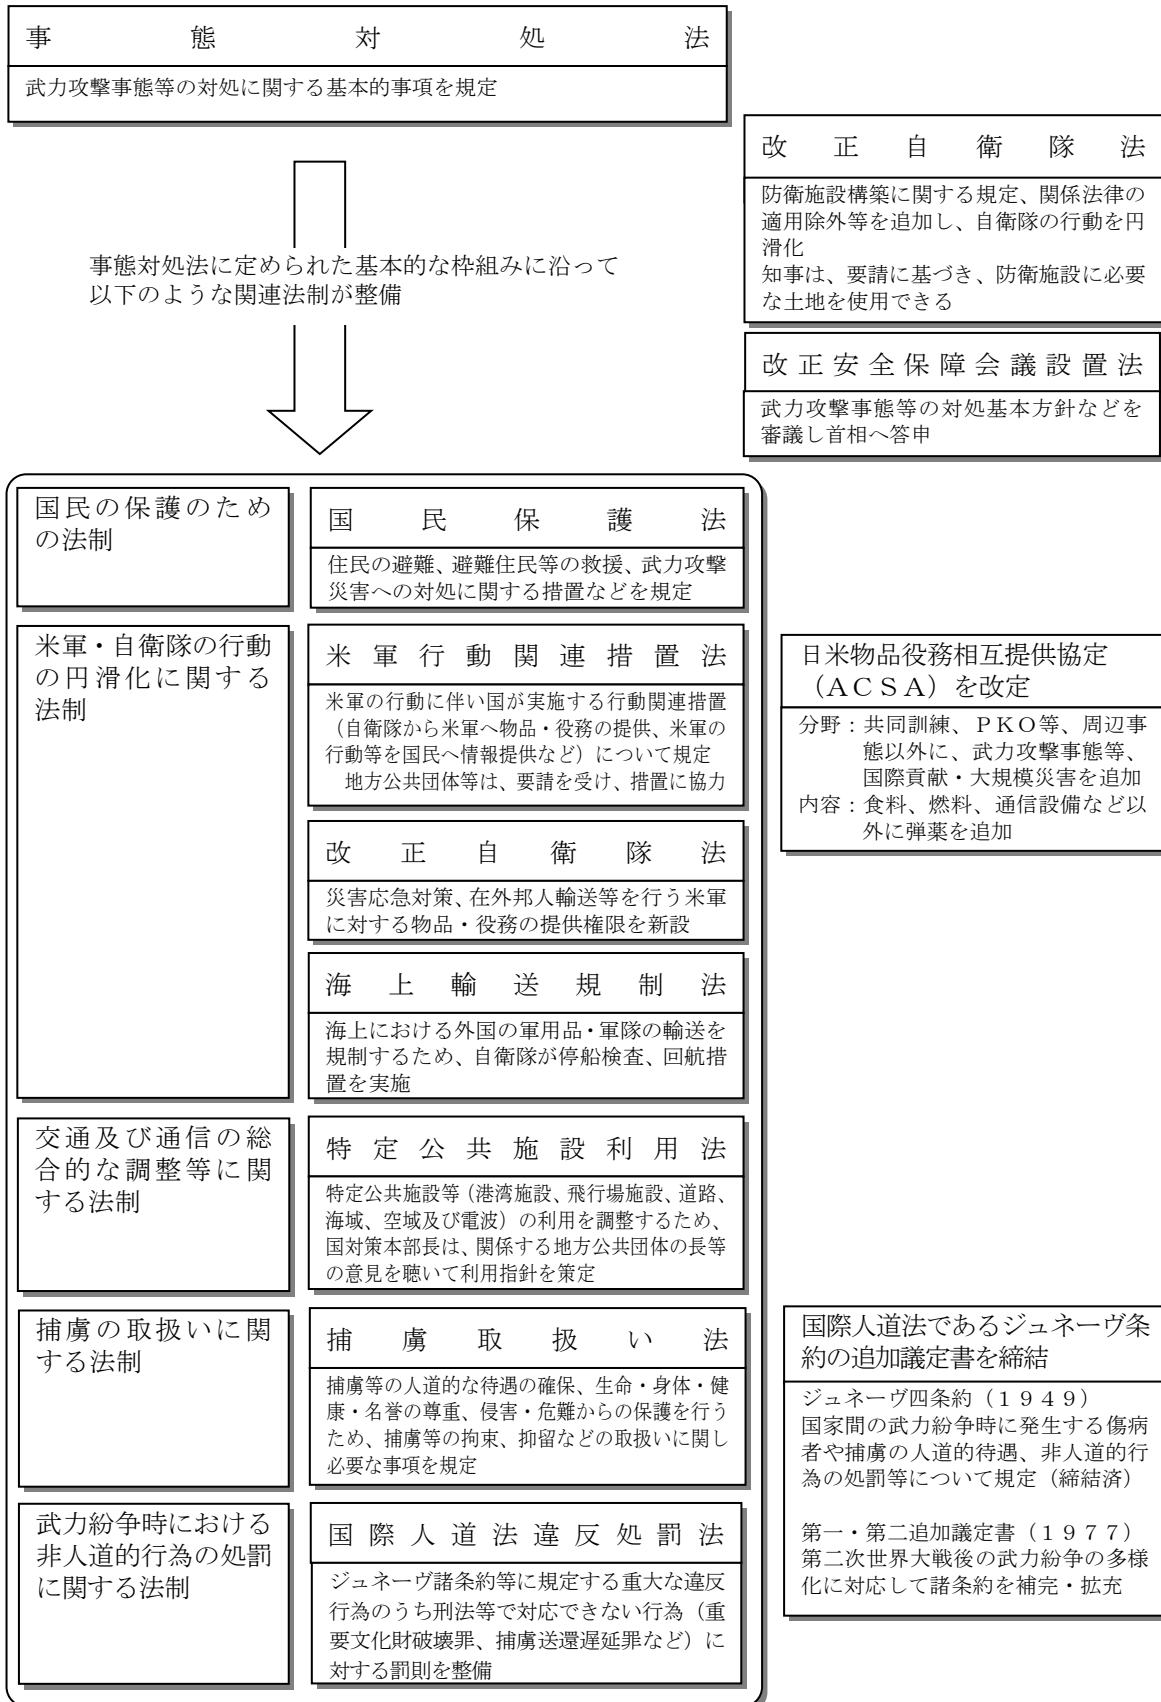 事態対処法
武力攻撃事態等の対処に関する基本的事項を規定
改正自衛隊法
防衛施設構築に関する規定、関係法律の
適用除外等を追加し、自衛隊の行動を円
滑化
知事は、要請に基づき、防衛施設に必要
な土地を使用できる
事態対処法に定められた基本的な枠組みに沿って
以下のような関連法制が整備
改正安全保障会議設置法
武力攻撃事態等の対処基本方針などを
審議し首相へ答申
国民の保護のため
の法制
国民保護法
住民の避難、避難住民等の救援、武力攻撃
災害への対処に関する措置などを規定
米軍・自衛隊の行動
の円滑化に関する
法制
米軍行動関連措置法
米軍の行動に伴い国が実施する行動関連措置
（自衛隊から米軍へ物品・役務の提供、米軍の
行動等を国民へ情報提供など）について規定
地方公共団体等は、要請を受け、措置に協力
日米物品役務相互提供協定
（ＡＣＳＡ）を改定
分野：共同訓練、ＰＫＯ等、周辺事
態以外に、武力攻撃事態等、
国際貢献・大規模災害を追加
内容：食料、燃料、通信設備など以
外に弾薬を追加
改正自衛隊法
災害応急対策、在外邦人輸送等を行う米軍
に対する物品・役務の提供権限を新設
海上輸送規制法
海上における外国の軍用品・軍隊の輸送を
規制するため、自衛隊が停船検査、回航措
置を実施
交通及び通信の総
合的な調整等に関
する法制
特定公共施設利用法
特定公共施設等（港湾施設、飛行場施設、道路、
海域、空域及び電波）の利用を調整するため、
国対策本部長は、関係する地方公共団体の長等
の意見を聴いて利用指針を策定
捕虜の取扱いに関
する法制
捕虜取扱い法
捕虜等の人道的な待遇の確保、生命・身体・健
康・名誉の尊重、侵害・危難からの保護を行う
ため、捕虜等の拘束、抑留などの取扱いに関し
必要な事項を規定
国際人道法であるジュネーヴ条
約の追加議定書を締結
ジュネーヴ四条約（１９４９）
国家間の武力紛争時に発生する傷病
者や捕虜の人道的待遇、非人道的行
為の処罰等について規定（締結済）
第一・第二追加議定書（１９７７）
第二次世界大戦後の武力紛争の多様
化に対応して諸条約を補完・拡充
武力紛争時における
非人道的行為の処罰
に関する法制
国際人道法違反処罰法
ジュネーヴ諸条約等に規定する重大な違反
行為のうち刑法等で対応できない行為（重
要文化財破壊罪、捕虜送還遅延罪など）に
対する罰則を整備